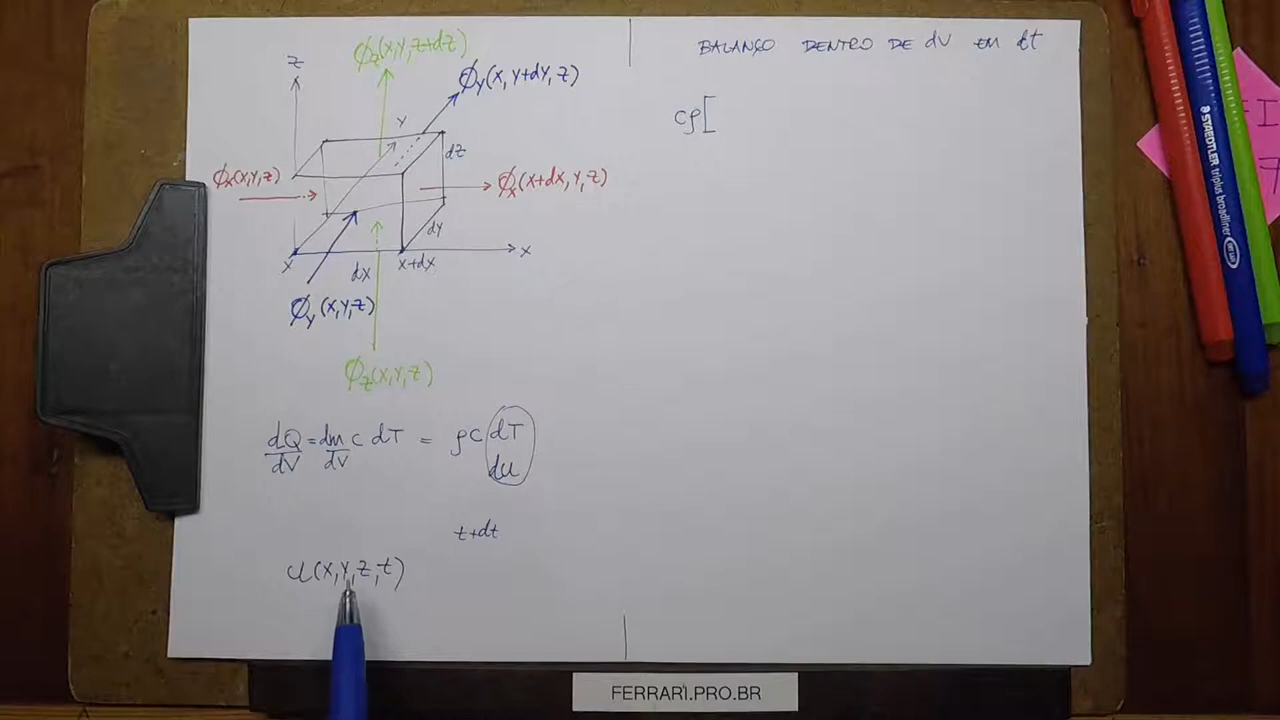 ϕz(x,y,z+dz)
z
ϕy(x,y+dy,z)
y
dz
ϕx(x,y,z)
ϕx(x+dx,y,z)
dy
x
x+dx
x
dx
ϕy(x,y,z)
ϕz(x,y,z)
dQ/dV = dm/dV c dT = ρc dT
du
t+dt
u(x,y,z,t)
BALANÇO DENTRO DE dV em dt
cρ[
STAEDTLER triplus broadliner
FERRARI.PRO.BR